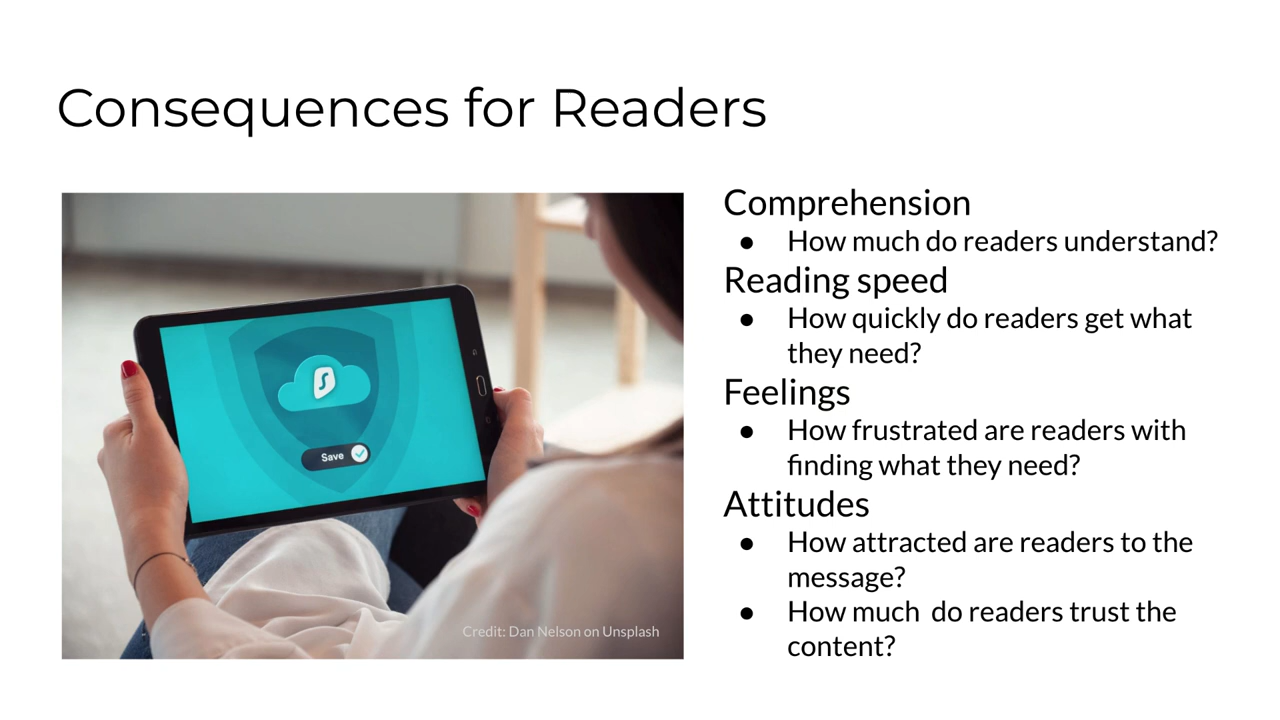 Consequences for Readers
Save
Credit: Dan Nelson on Unsplash
Comprehension
● How much do readers understand?
Reading speed
● How quickly do readers get what
they need?
Feelings
● How frustrated are readers with
finding what they need?
Attitudes
● How attracted are readers to the
message?
● How much  do readers trust the
content?